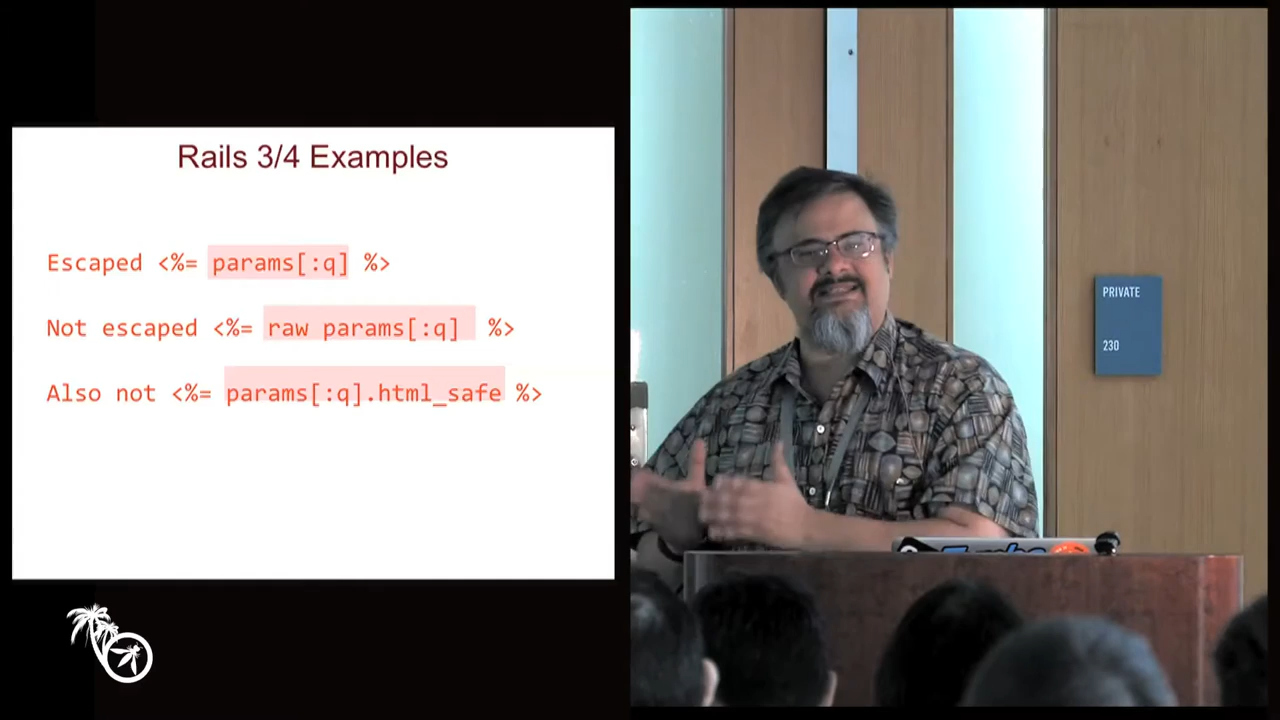 Rails 3/4 Examples
Escaped <%= params[:q] %>
Not escaped <%= raw params[:q] %>
Also not <%= params[:q].html_safe %>
PRIVATE
230